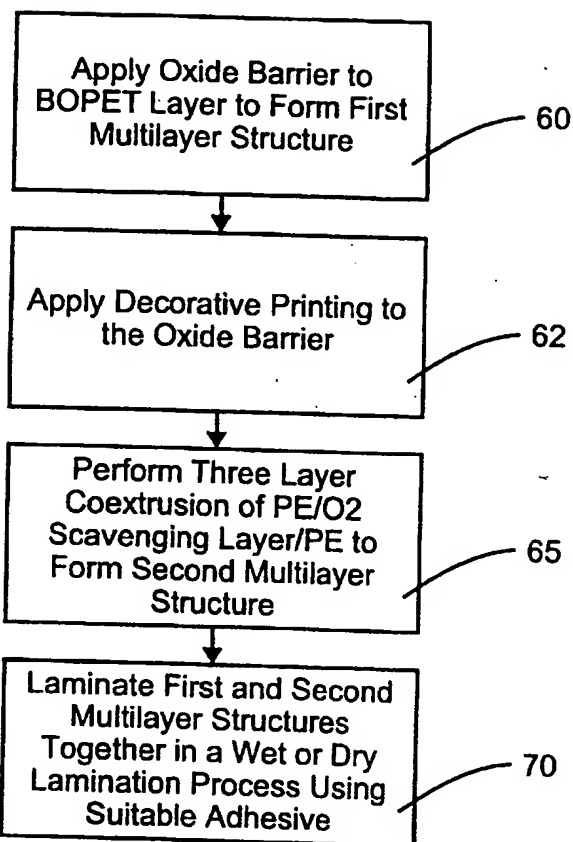 Apply Oxide Barrier to
BOPET Layer to Form First
Multilayer Structure
60
Apply Decorative Printing to
the Oxide Barrier
62
Perform Three Layer
Coextrusion of PE/O2
Scavenging Layer/PE to
Form Second Multilayer
Structure
65
Laminate First and Second
Multilayer Structures
Together in a Wet or Dry
Lamination Process Using
Suitable Adhesive
70